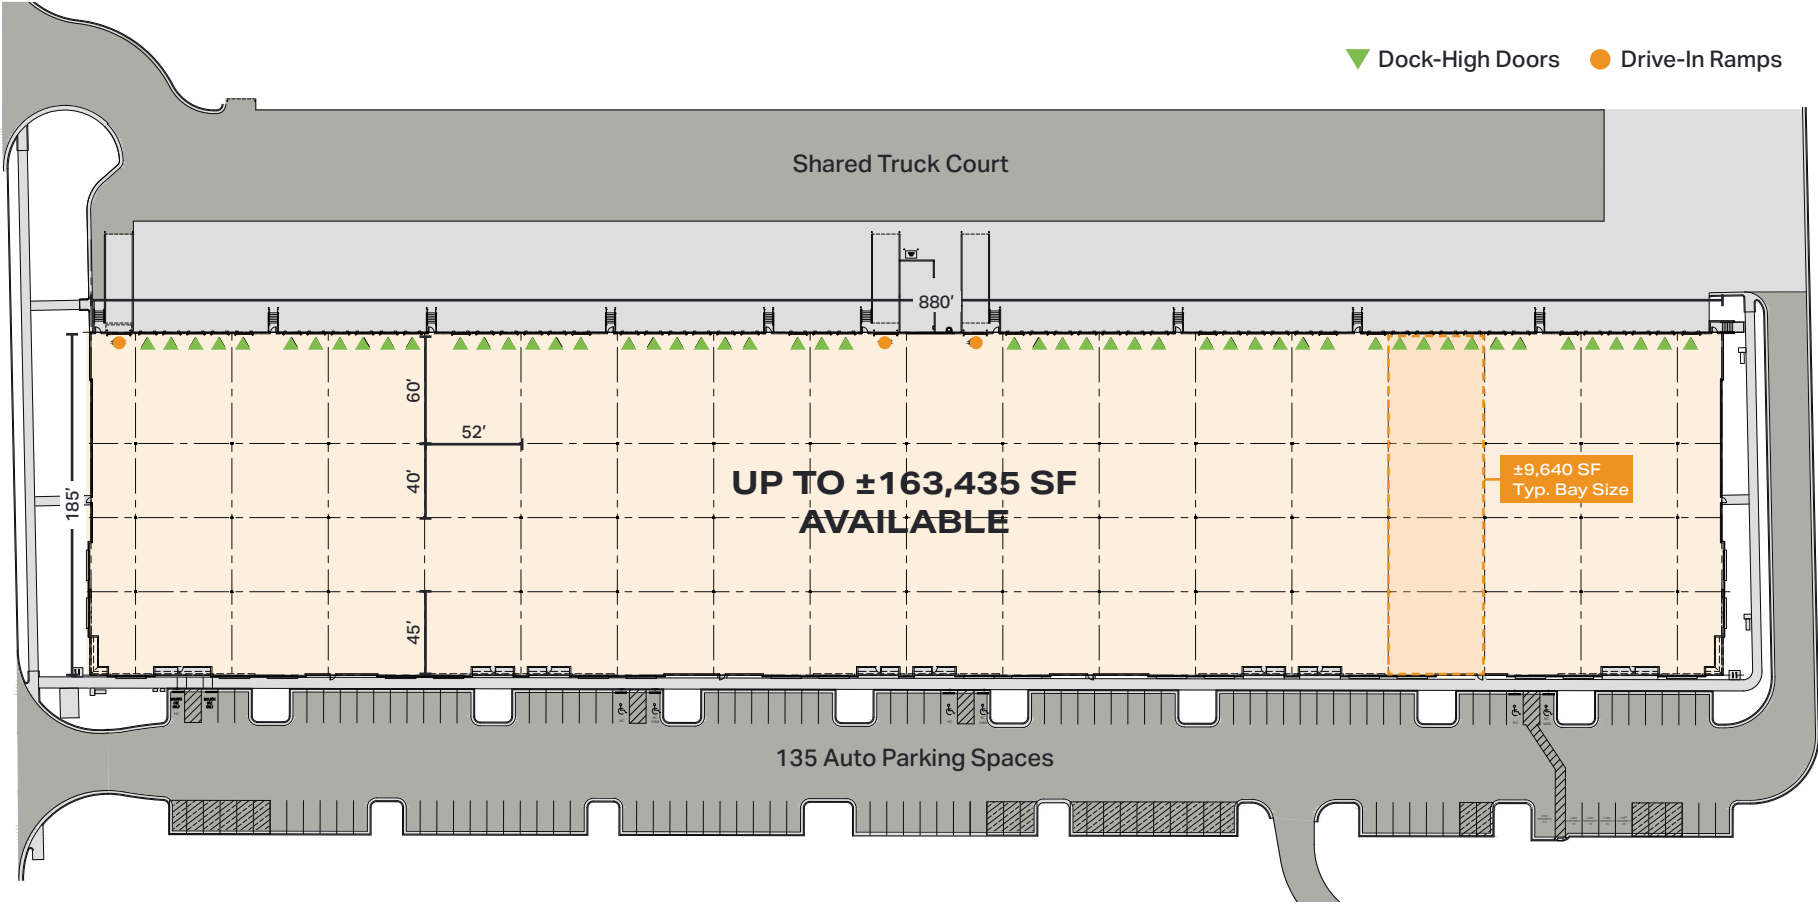 Dock-High Doors
Drive-In Ramps
Shared Truck Court
880’
60’
52’
40’
185’
UP TO ±163,435 SF
AVAILABLE
±9,640 SF
Typ. Bay Size
45’
135 Auto Parking Spaces